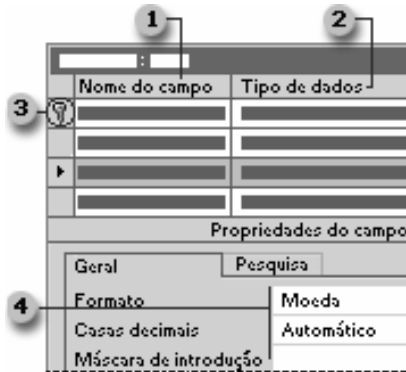 1 2
Nome do campo Tipo de dados
3
Propriedades do campo
Geral Pesquisa
4 Formato Moeda
Casas decimais Automático
Máscara de introdução